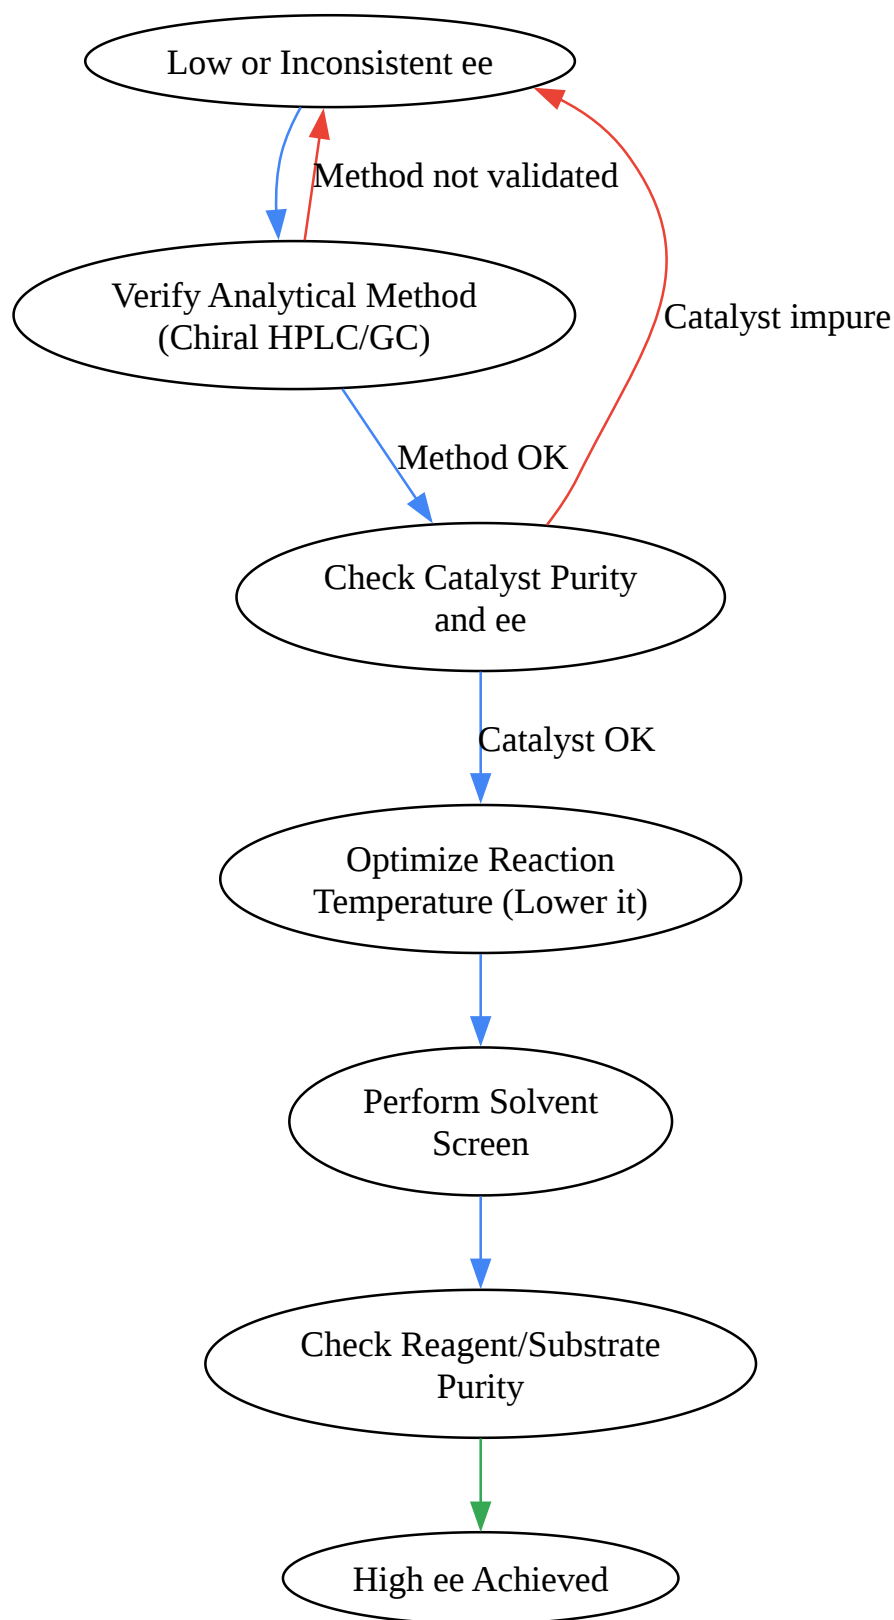 Low or Inconsistent ee
Method not validated
Verify Analytical Method
(Chiral HPLC/GC)
Catalyst impure
Method OK
Check Catalyst Purity
and ee
Catalyst OK
Optimize Reaction
Temperature (Lower it)
Perform Solvent
Screen
Check Reagent/Substrate
Purity
High ee Achieved